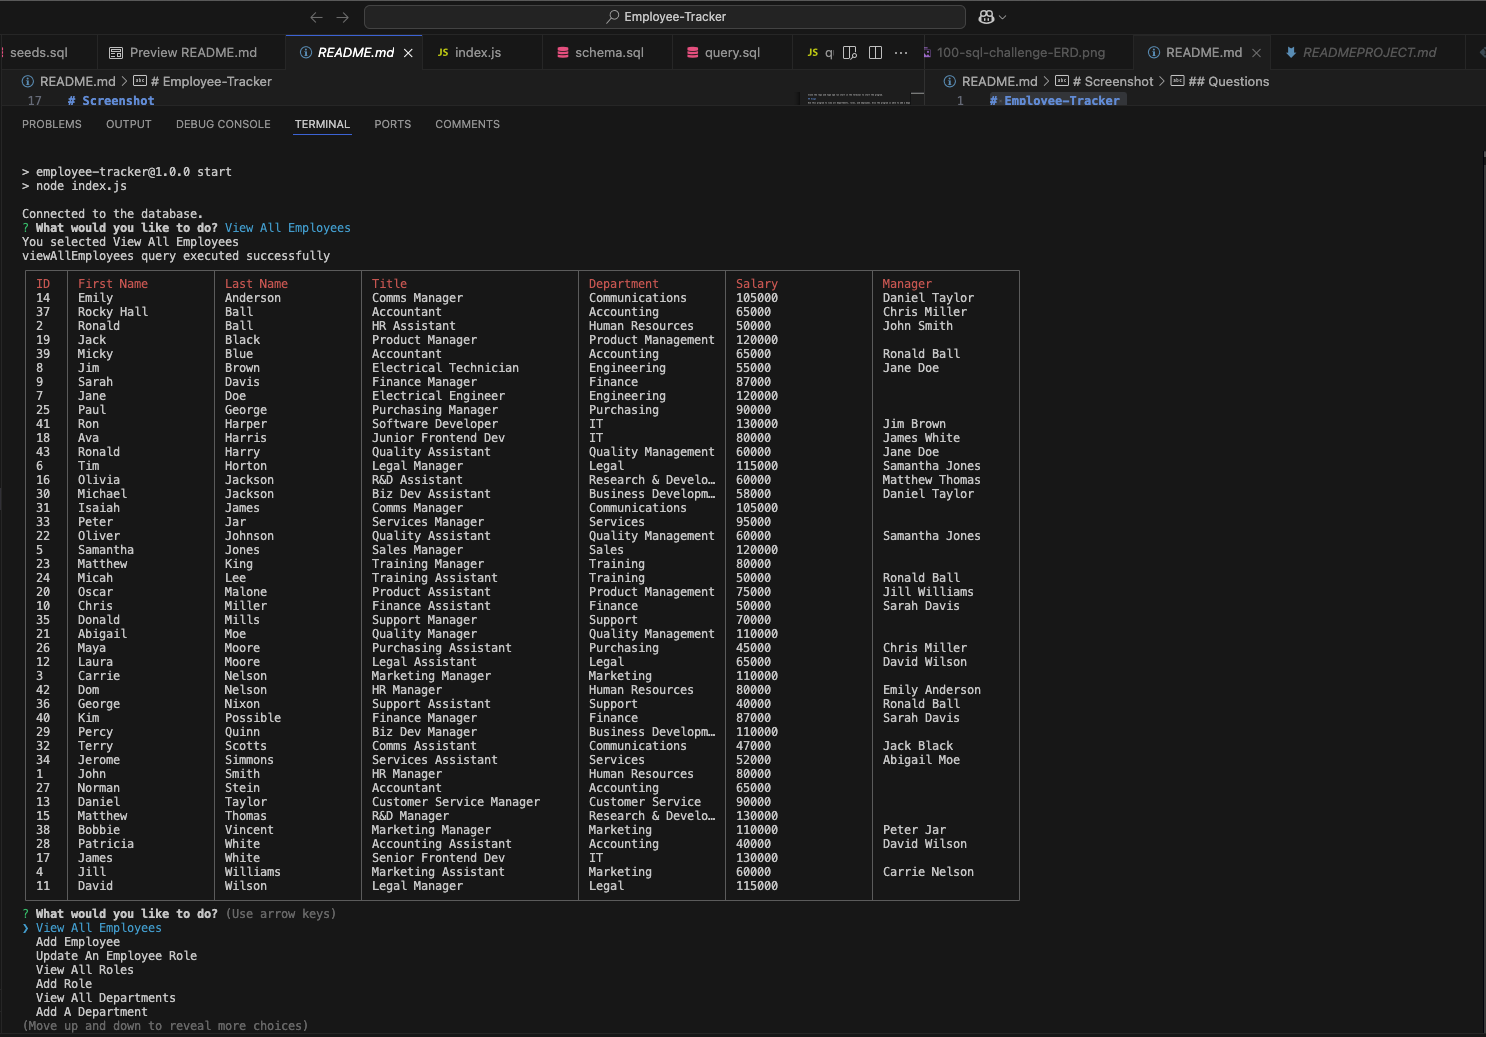 Employee-Tracker
seeds.sql Preview README.md README.md JS index.js schema.sql query.sql JS qu 100-sql-challenge-ERD.png README.md READMEPROJECT.md
README.md > # Employee-Tracker README.md > # Screenshot > ## Questions
17 # Screenshot 1 # Employee-Tracker
PROBLEMS OUTPUT DEBUG CONSOLE TERMINAL PORTS COMMENTS
> employee-tracker@1.0.0 start
> node index.js
Connected to the database.
? What would you like to do? View All Employees
You selected View All Employees
viewAllEmployees query executed successfully
ID First Name Last Name Title Department Salary Manager
14 Emily Anderson Comms Manager Communications 105000 Daniel Taylor
37 Rocky Hall Ball Accountant Accounting 65000 Chris Miller
2 Ronald Ball HR Assistant Human Resources 50000 John Smith
19 Jack Black Product Manager Product Management 120000
39 Micky Blue Accountant Accounting 65000 Ronald Ball
8 Jim Brown Electrical Technician Engineering 55000 Jane Doe
9 Sarah Davis Finance Manager Finance 87000
7 Jane Doe Electrical Engineer Engineering 120000
25 Paul George Purchasing Manager Purchasing 90000
41 Ron Harper Software Developer IT 130000 Jim Brown
18 Ava Harris Junior Frontend Dev IT 80000 James White
43 Ronald Harry Quality Assistant Quality Management 60000 Jane Doe
6 Tim Horton Legal Manager Legal 115000 Samantha Jones
16 Olivia Jackson R&D Assistant Research & Develo… 60000 Matthew Thomas
30 Michael Jackson Biz Dev Assistant Business Developm… 58000 Daniel Taylor
31 Isaiah James Comms Manager Communications 105000
33 Peter Jar Services Manager Services 95000
22 Oliver Johnson Quality Assistant Quality Management 60000 Samantha Jones
5 Samantha Jones Sales Manager Sales 120000
23 Matthew King Training Manager Training 80000
24 Micah Lee Training Assistant Training 50000 Ronald Ball
20 Oscar Malone Product Assistant Product Management 75000 Jill Williams
10 Chris Miller Finance Assistant Finance 50000 Sarah Davis
35 Donald Mills Support Manager Support 70000
21 Abigail Moe Quality Manager Quality Management 110000
26 Maya Moore Purchasing Assistant Purchasing 45000 Chris Miller
12 Laura Moore Legal Assistant Legal 65000 David Wilson
3 Carrie Nelson Marketing Manager Marketing 110000
42 Dom Nelson HR Manager Human Resources 80000 Emily Anderson
36 George Nixon Support Assistant Support 40000 Ronald Ball
40 Kim Possible Finance Manager Finance 87000 Sarah Davis
29 Percy Quinn Biz Dev Manager Business Developm… 110000
32 Terry Scotts Comms Assistant Communications 47000 Jack Black
34 Jerome Simmons Services Assistant Services 52000 Abigail Moe
1 John Smith HR Manager Human Resources 80000
27 Norman Stein Accountant Accounting 65000
13 Daniel Taylor Customer Service Manager Customer Service 90000
15 Matthew Thomas R&D Manager Research & Develo… 130000
38 Bobbie Vincent Marketing Manager Marketing 110000 Peter Jar
28 Patricia White Accounting Assistant Accounting 40000 David Wilson
17 James White Senior Frontend Dev IT 130000
4 Jill Williams Marketing Assistant Marketing 60000 Carrie Nelson
11 David Wilson Legal Manager Legal 115000
? What would you like to do? (Use arrow keys)
❯ View All Employees
Add Employee
Update An Employee Role
View All Roles
Add Role
View All Departments
Add A Department
(Move up and down to reveal more choices)